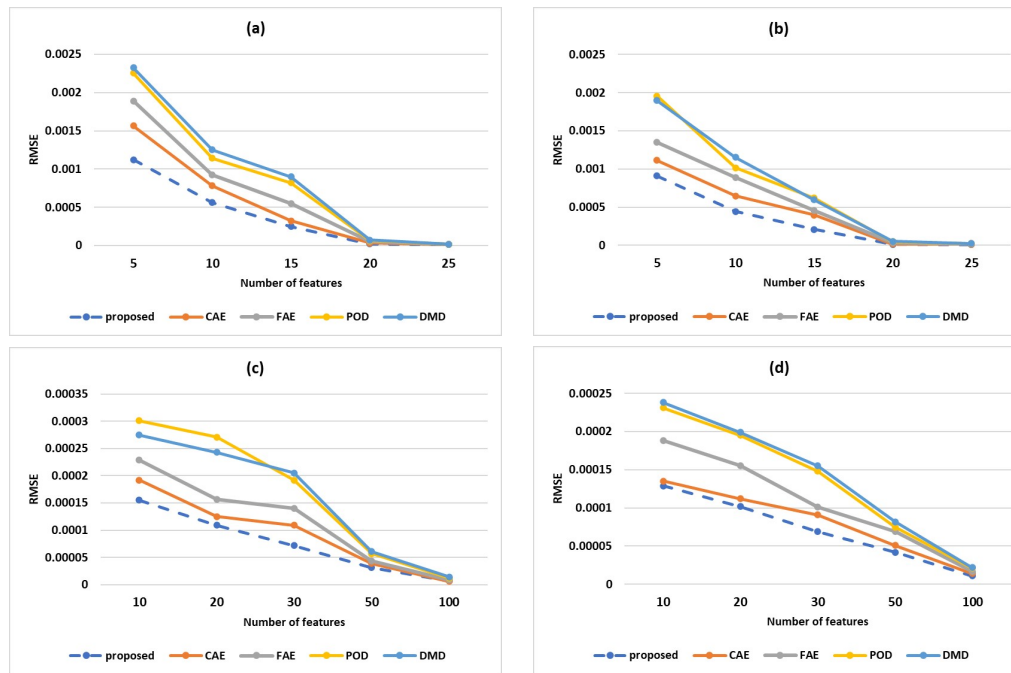 (a)
0.0025
0.002
0.0015
0.001
0.0005
0
RMSE
5 10 15 20 25
Number of features
proposed CAE FAE POD DMD
(b)
0.0025
0.002
0.0015
0.001
0.0005
0
RMSE
5 10 15 20 25
Number of features
proposed CAE FAE POD DMD
(c)
0.00035
0.0003
0.00025
0.0002
0.00015
0.0001
0.00005
0
RMSE
10 20 30 50 100
Number of features
proposed CAE FAE POD DMD
(d)
0.00025
0.0002
0.00015
0.0001
0.00005
0
RMSE
10 20 30 50 100
Number of features
proposed CAE FAE POD DMD